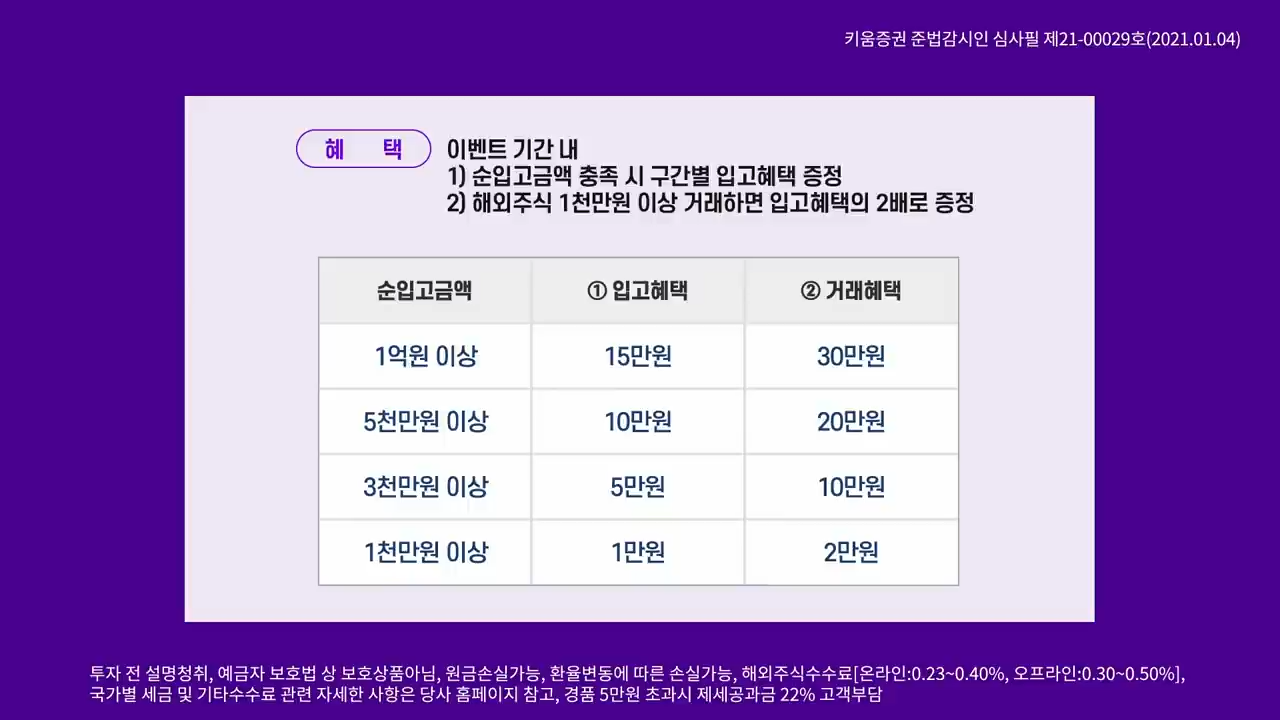 키움증권 준법감시인 심사필 제21-00029호(2021.01.04)
혜 택
이벤트 기간 내
1) 순입고금액 충족 시 구간별 입고혜택 증정
2) 해외주식 1천만원 이상 거래하면 입고혜택의 2배로 증정
순입고금액 ① 입고혜택 ② 거래혜택
1억원 이상 15만원 30만원
5천만원 이상 10만원 20만원
3천만원 이상 5만원 10만원
1천만원 이상 1만원 2만원
투자 전 설명청취, 예금자 보호법 상 보호상품아님, 원금손실가능, 환율변동에 따른 손실가능, 해외주식수수료[온라인:0.23~0.40%, 오프라인:0.30~0.50%],
국가별 세금 및 기타수수료 관련 자세한 사항은 당사 홈페이지 참고, 경품 5만원 초과시 제세공과금 22% 고객부담